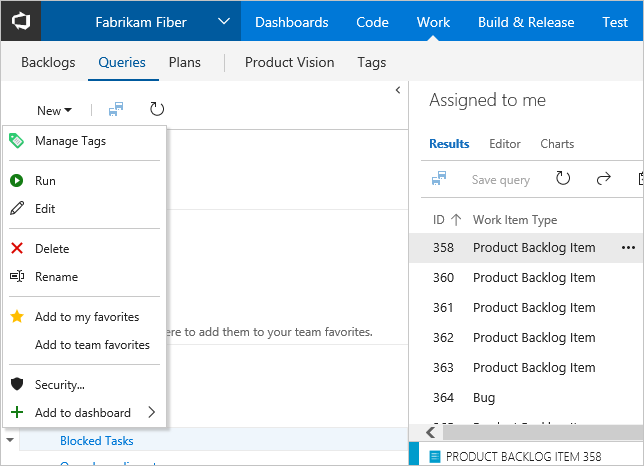 Fabrikam Fiber Dashboards Code Work Build & Release Test
Backlogs Queries Plans Product Vision Tags
New
Manage Tags
Run
Edit
Delete
Rename
Add to my favorites
Add to team favorites
Security...
Add to dashboard
ere to add them to your team favorites.
Blocked Tasks
Assigned to me
Results Editor Charts
Save query
ID Work Item Type
358 Product Backlog Item
360 Product Backlog Item
361 Product Backlog Item
362 Product Backlog Item
363 Product Backlog Item
364 Bug
365 Product Backlog Item
PRODUCT BACKLOG ITEM 358